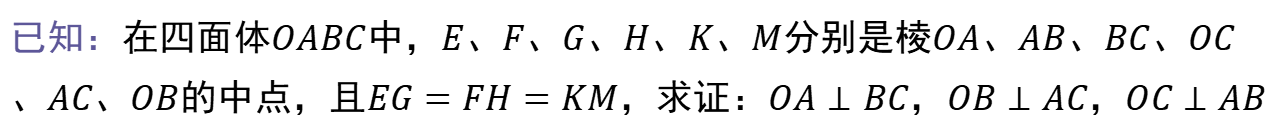 已知：在四面体OABC中，E、F、G、H、K、M分别是棱OA、AB、BC、OC
、AC、OB的中点，且EG = FH = KM，求证：OA ⊥ BC，OB ⊥ AC，OC ⊥ AB